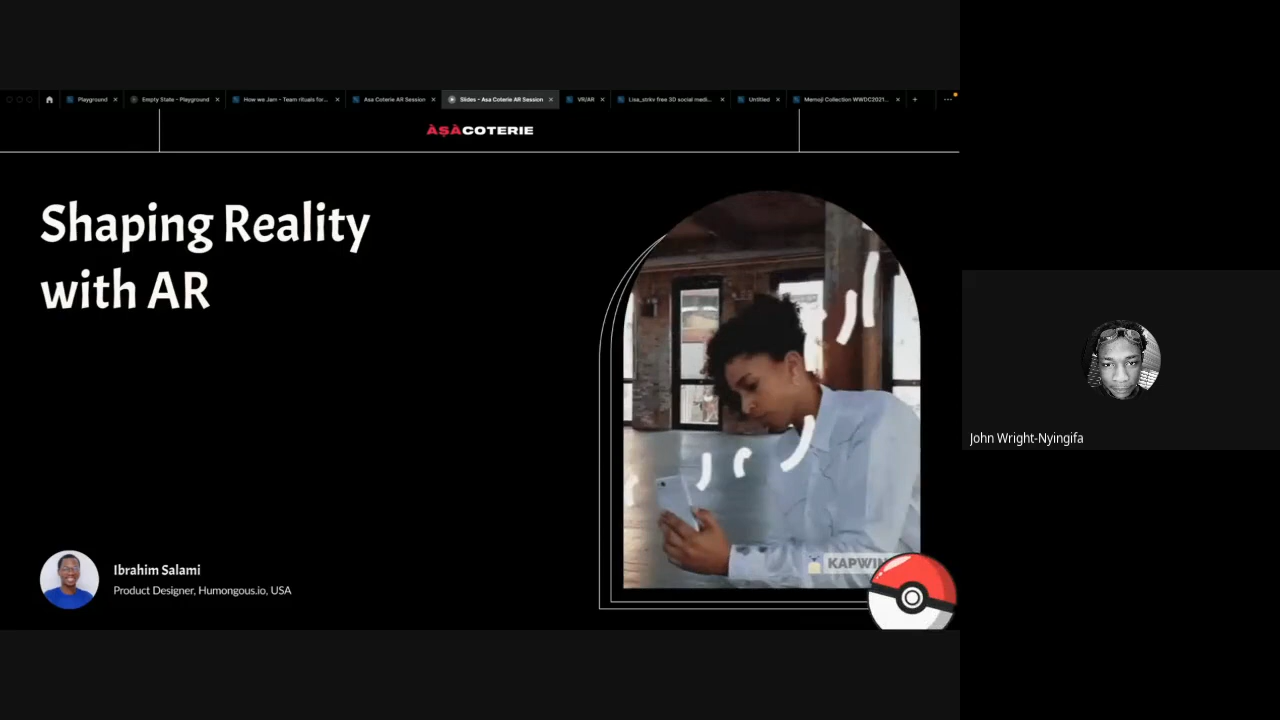 Playground
Empty State - Playground
How we Jam - Team rituals for...
Asa Coterie AR Session
Slides - Asa Coterie AR Session
VR/AR
Lisa_strkv free 3D social medi...
Untitled
Memoji Collection WWDC2021...
ÀṢÀCOTERIE
Shaping Reality
with AR
KAPWIN
Ibrahim Salami
Product Designer, Humongous.io, USA
John Wright-Nyingifa